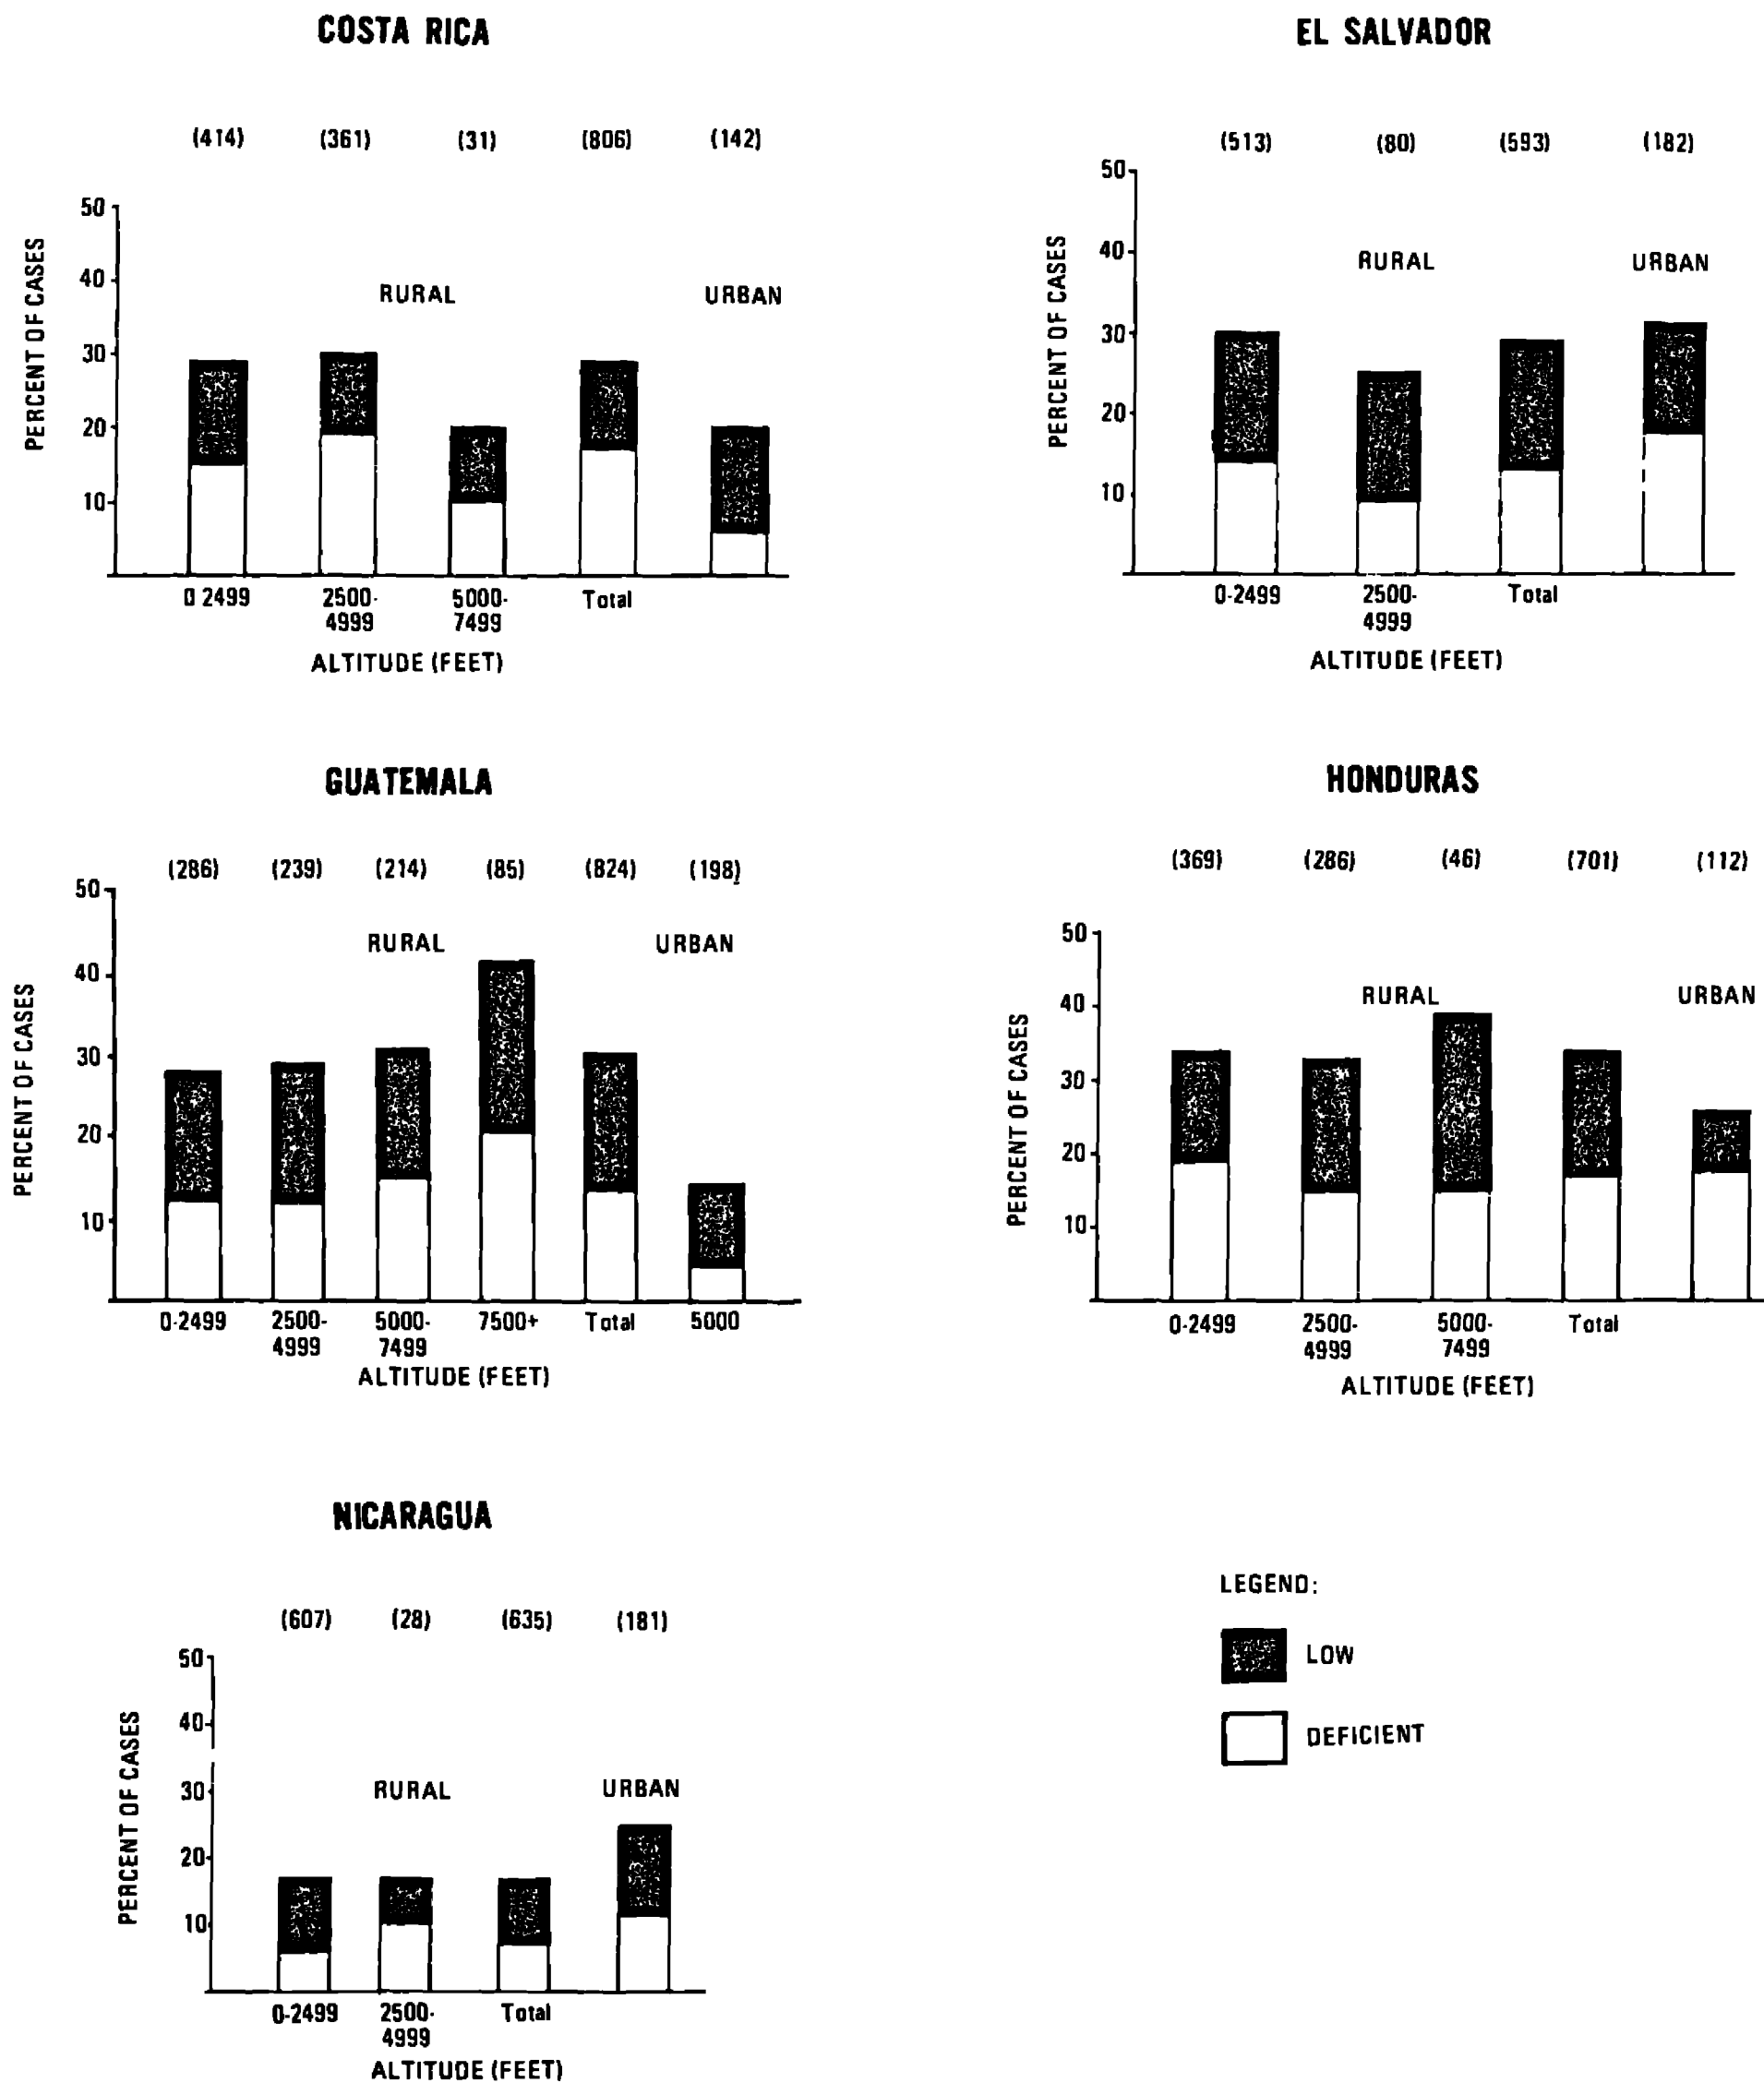 COSTA RICA
(414) (361) (31) (806) (142)
50
40
30
20
10
PERCENT OF CASES
RURAL URBAN
0 2499 2500- 5000- Total
4999 7499
ALTITUDE (FEET)
EL SALVADOR
(513) (80) (593) (182)
50
40
30
20
10
PERCENT OF CASES
RURAL URBAN
0-2499 2500- Total
4999
ALTITUDE (FEET)
GUATEMALA
(286) (239) (214) (85) (824) (198)
50
40
30
20
10
PERCENT OF CASES
RURAL URBAN
0-2499 2500- 5000- 7500+ Total 5000
4999 7499
ALTITUDE (FEET)
HONDURAS
(369) (286) (46) (701) (112)
50
40
30
20
10
PERCENT OF CASES
RURAL URBAN
0-2499 2500- 5000- Total
4999 7499
ALTITUDE (FEET)
NICARAGUA
(607) (28) (635) (181)
50
40
30
20
10
PERCENT OF CASES
RURAL URBAN
0-2499 2500- Total
4999
ALTITUDE (FEET)
LEGEND:
LOW
DEFICIENT